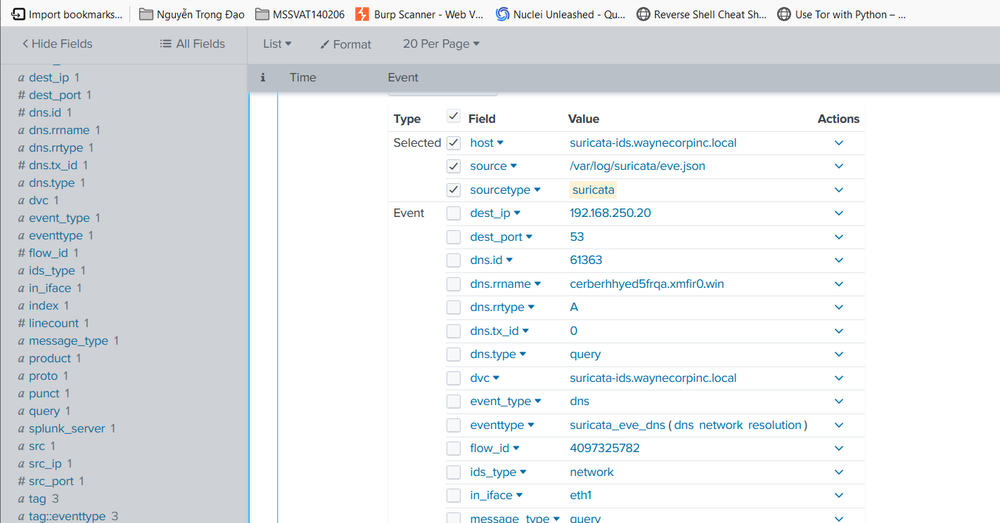 Import bookmarks... Nguyễn Trọng Đạo MSSVAT140206 Burp Scanner - Web V... Nuclei Unleashed - Qu... Reverse Shell Cheat Sh... Use Tor with Python – ...
Hide Fields All Fields List Format 20 Per Page
i Time Event
a dest_ip 1
# dest_port 1
# dns.id 1
a dns.rrname 1
a dns.rrtype 1
# dns.tx_id 1
a dns.type 1
a dvc 1
a event_type 1
a eventtype 1
# flow_id 1
a ids_type 1
a in_iface 1
a index 1
# linecount 1
a message_type 1
a product 1
a proto 1
a punct 1
a query 1
a splunk_server 1
a src 1
a src_ip 1
# src_port 1
a tag 3
a tag::eventtype 3
Type Field Value Actions
Selected host suricata-ids.waynecorpinc.local
source /var/log/suricata/eve.json
sourcetype suricata
Event dest_ip 192.168.250.20
dest_port 53
dns.id 61363
dns.rrname cerberhhyed5frqa.xmfir0.win
dns.rrtype A
dns.tx_id 0
dns.type query
dvc suricata-ids.waynecorpinc.local
event_type dns
eventtype suricata_eve_dns ( dns network resolution )
flow_id 4097325782
ids_type network
in_iface eth1
message_type query